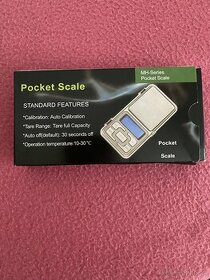 Pocket Scale
MH-Series
Pocket Scale
STANDARD FEATURES
*Calibration: Auto Calibration
*Tare Range: Tare full Capacity
*Auto off(default): 30 seconds off
*Operation temperature:10-30℃
Pocket
Scale